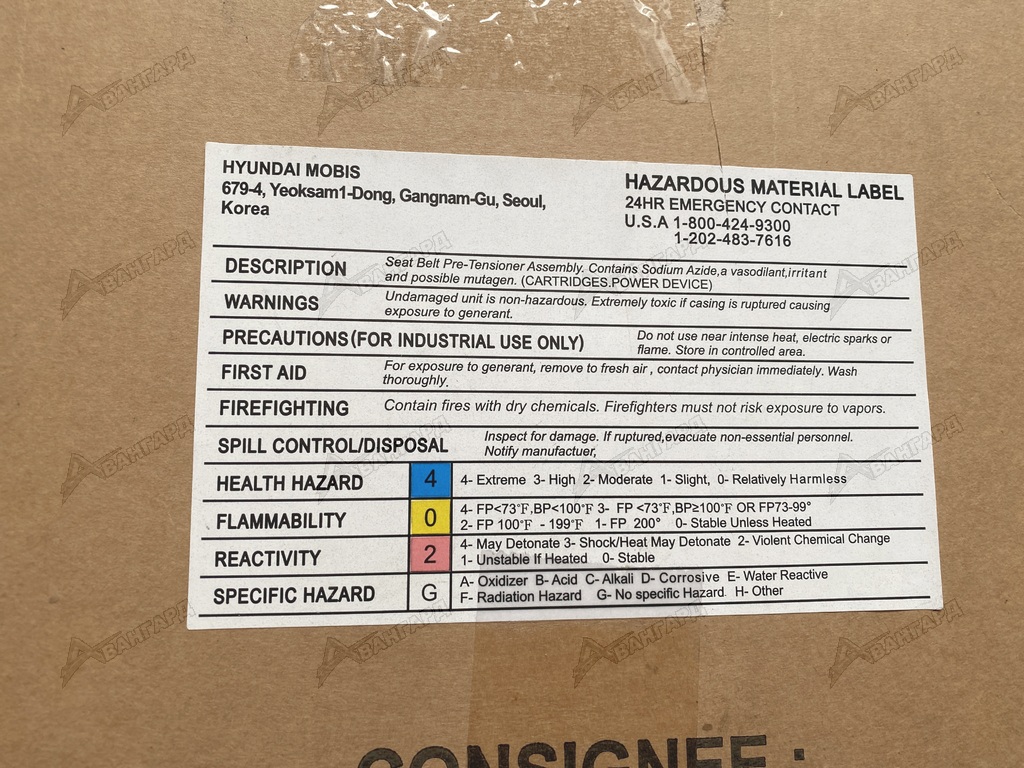 HYUNDAI MOBIS
679-4, Yeoksam1-Dong, Gangnam-Gu, Seoul,
Korea
HAZARDOUS MATERIAL LABEL
24HR EMERGENCY CONTACT
U.S.A 1-800-424-9300
1-202-483-7616
DESCRIPTION
Seat Belt Pre-Tensioner Assembly. Contains Sodium Azide,a vasodilant,irritant
and possible mutagen. (CARTRIDGES.POWER DEVICE)
WARNINGS
Undamaged unit is non-hazardous. Extremely toxic if casing is ruptured causing
exposure to generant.
PRECAUTIONS(FOR INDUSTRIAL USE ONLY)
Do not use near intense heat, electric sparks or
flame. Store in controlled area.
FIRST AID
For exposure to generant, remove to fresh air , contact physician immediately. Wash
thoroughly.
FIREFIGHTING
Contain fires with dry chemicals. Firefighters must not risk exposure to vapors.
SPILL CONTROL/DISPOSAL
Inspect for damage. If ruptured,evacuate non-essential personnel.
Notify manufactuer,
HEALTH HAZARD 4
4- Extreme 3- High 2- Moderate 1- Slight, 0- Relatively Harmless
FLAMMABILITY 0
4- FP<73°F,BP<100°F 3- FP <73°F,BP≥100°F OR FP73-99°
2- FP 100°F - 199°F 1- FP 200° 0- Stable Unless Heated
REACTIVITY 2
4- May Detonate 3- Shock/Heat May Detonate 2- Violent Chemical Change
1- Unstable If Heated 0- Stable
SPECIFIC HAZARD G
A- Oxidizer B- Acid C- Alkali D- Corrosive E- Water Reactive
F- Radiation Hazard G- No specific Hazard. H- Other
CONSIGNEE :
АВАНГАРД